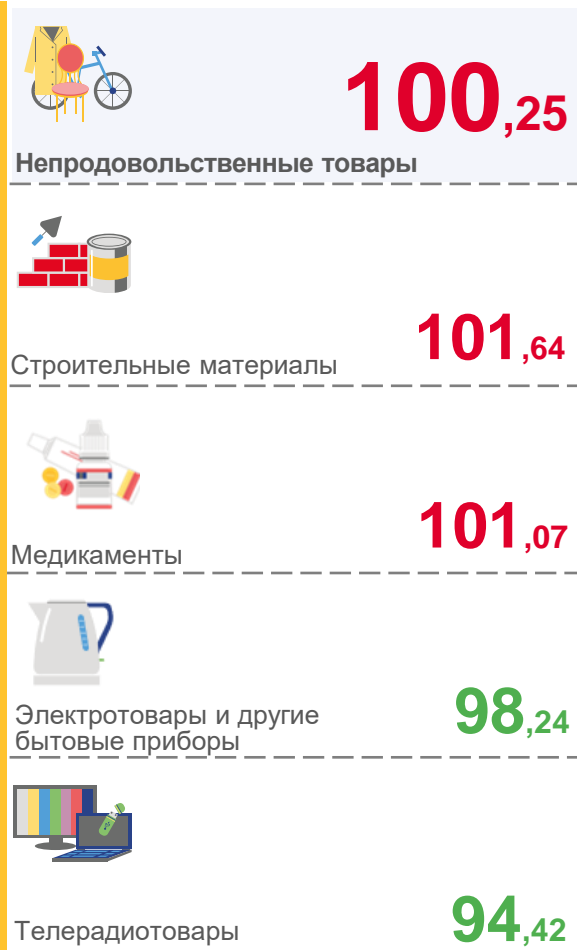 100,25
Непродовольственные товары
101,64
Строительные материалы
101,07
Медикаменты
98,24
Электротовары и другие
бытовые приборы
94,42
Телерадиотовары